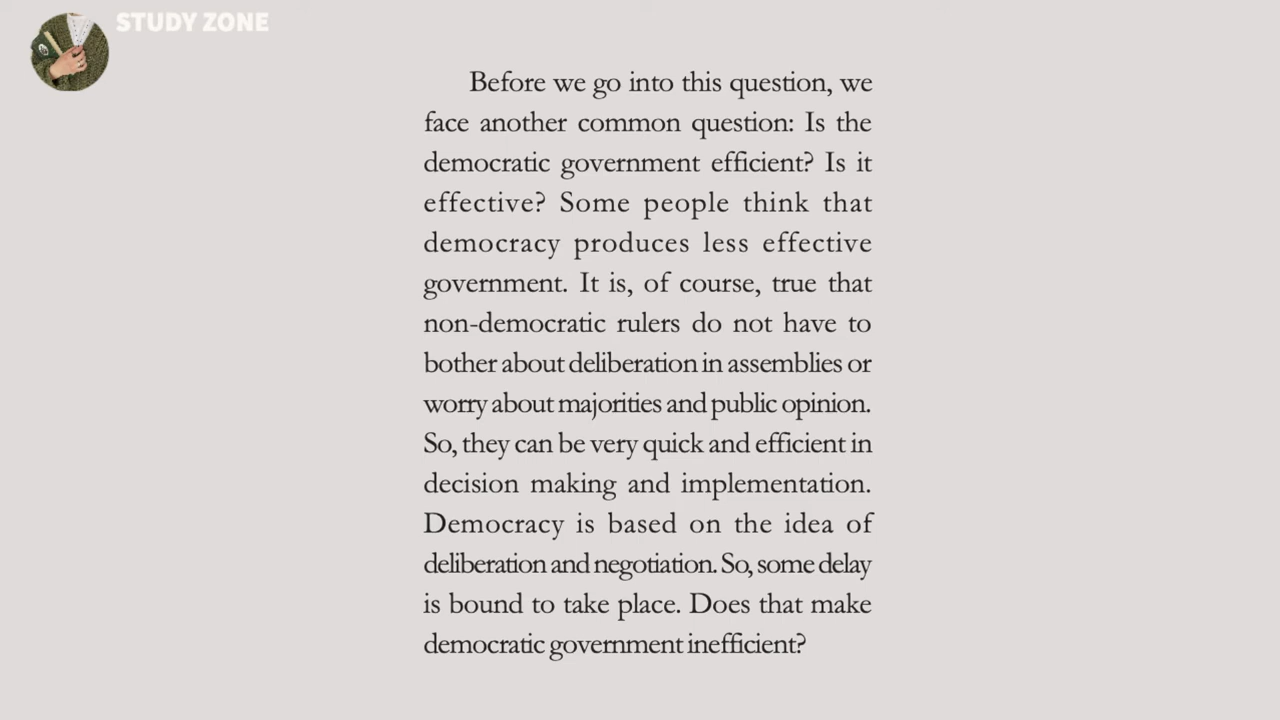 STUDY ZONE
Before we go into this question, we
face another common question: Is the
democratic government efficient? Is it
effective? Some people think that
democracy produces less effective
government. It is, of course, true that
non-democratic rulers do not have to
bother about deliberation in assemblies or
worry about majorities and public opinion.
So, they can be very quick and efficient in
decision making and implementation.
Democracy is based on the idea of
deliberation and negotiation. So, some delay
is bound to take place. Does that make
democratic government inefficient?